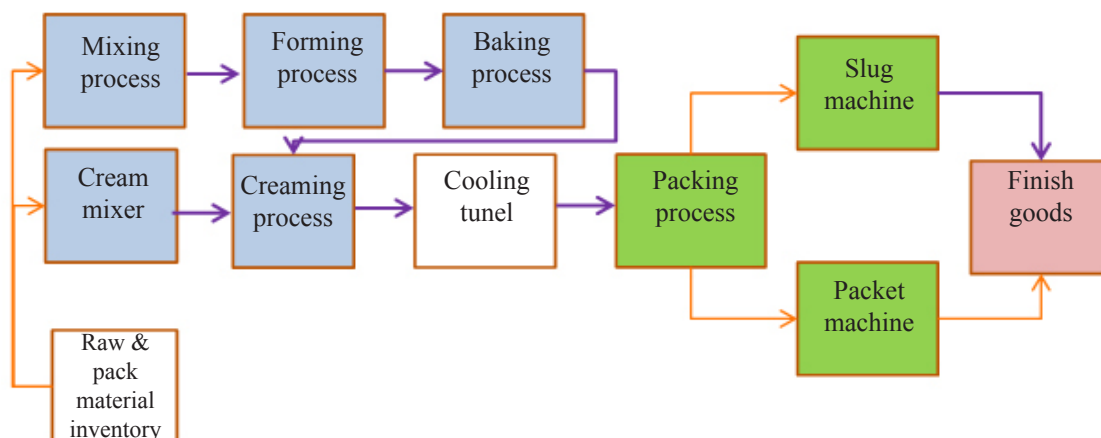 Mixing
process
Forming
process
Baking
process
Slug
machine
Cream
mixer
Creaming
process
Cooling
tunel
Packing
process
Finish
goods
Packet
machine
Raw &
pack
material
inventory